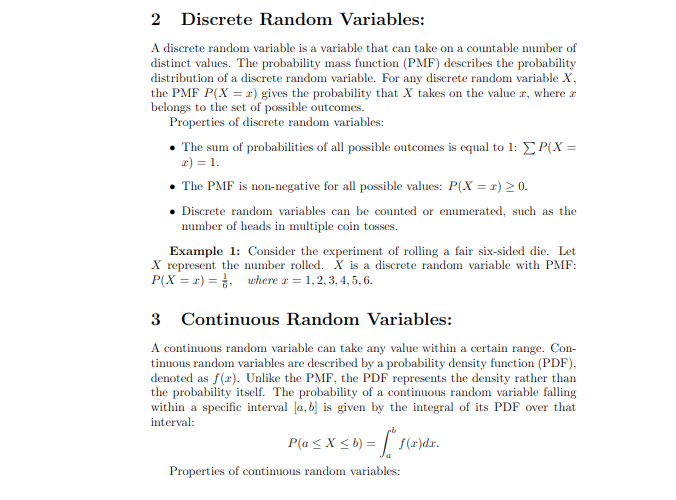 2 Discrete Random Variables:
A discrete random variable is a variable that can take on a countable number of
distinct values. The probability mass function (PMF) describes the probability
distribution of a discrete random variable. For any discrete random variable X,
the PMF P(X = x) gives the probability that X takes on the value x, where x
belongs to the set of possible outcomes.
Properties of discrete random variables:
• The sum of probabilities of all possible outcomes is equal to 1: ∑ P(X =
x) = 1.
• The PMF is non-negative for all possible values: P(X = x) ≥ 0.
• Discrete random variables can be counted or enumerated, such as the
number of heads in multiple coin tosses.
Example 1: Consider the experiment of rolling a fair six-sided die. Let
X represent the number rolled. X is a discrete random variable with PMF:
P(X = x) = 1/6, where x = 1, 2, 3, 4, 5, 6.
3 Continuous Random Variables:
A continuous random variable can take any value within a certain range. Con-
tinuous random variables are described by a probability density function (PDF),
denoted as f(x). Unlike the PMF, the PDF represents the density rather than
the probability itself. The probability of a continuous random variable falling
within a specific interval [a, b] is given by the integral of its PDF over that
interval:
P(a ≤ X ≤ b) = ∫_a^b f(x)dx.
Properties of continuous random variables: